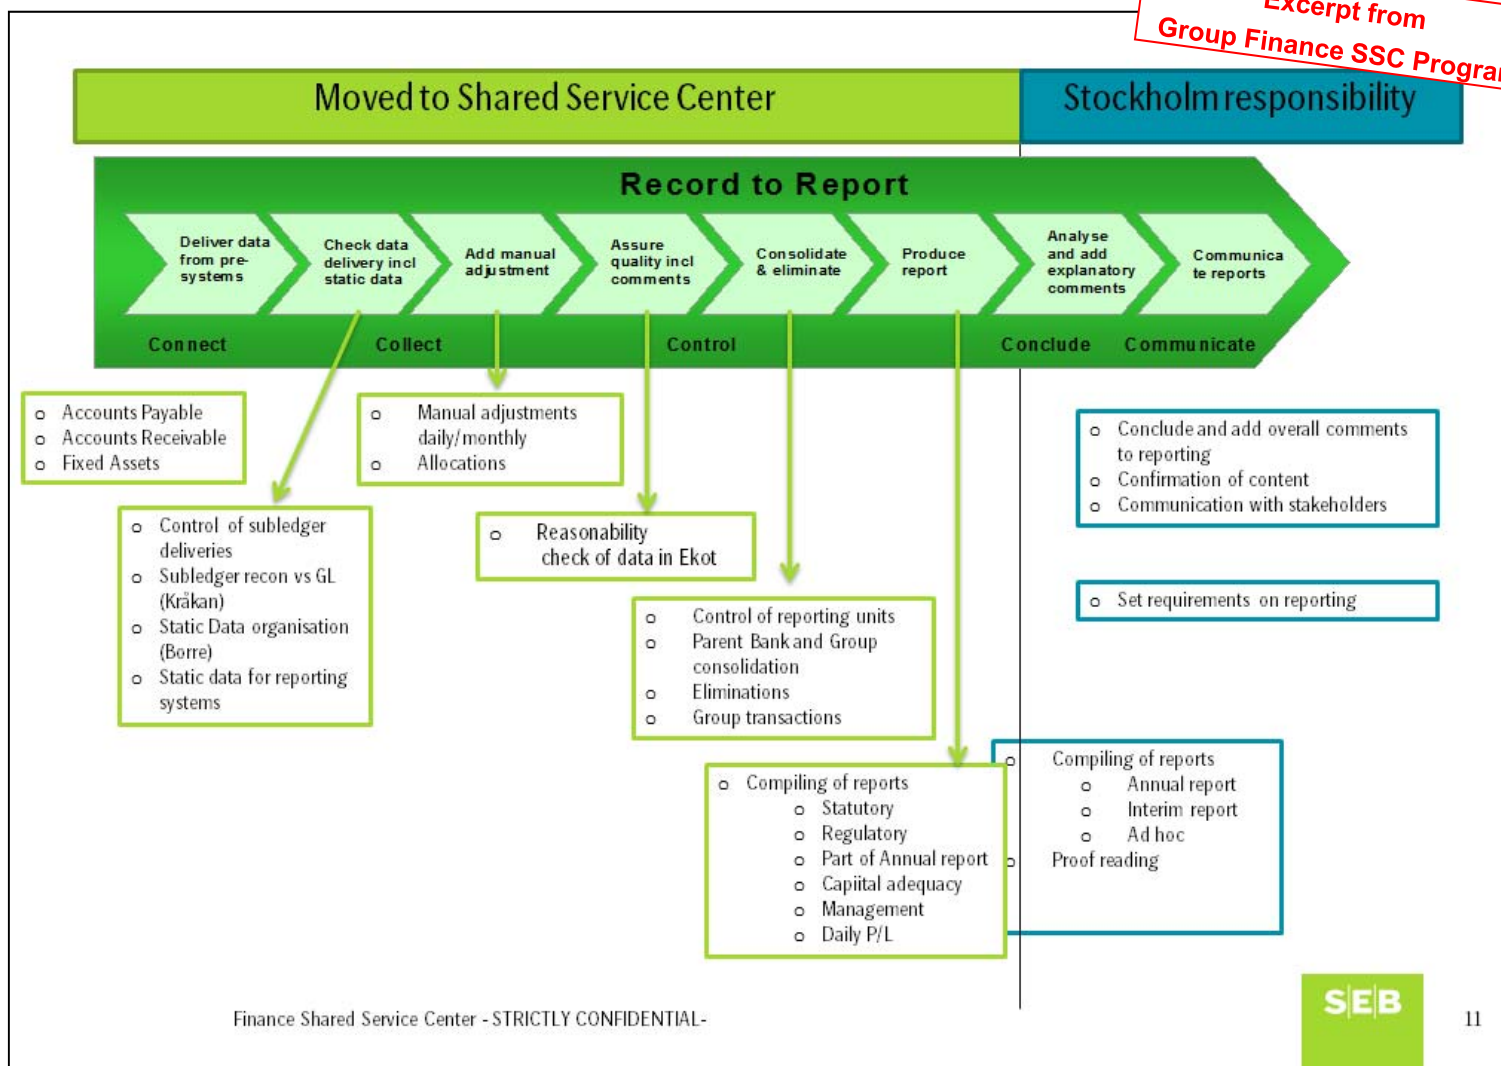 Excerpt from
Group Finance SSC Progra
Moved to Shared Service Center
Stockholm responsibility
Record to Report
Deliver data
from pre-
systems
Check data
delivery incl
static data
Add manual
adjustment
Assure
quality incl
comments
Consolidate
& eliminate
Produce
report
Analyse
and add
explanatory
comments
Communica
te reports
Connect
Collect
Control
Conclude
Communicate
o Accounts Payable
o Accounts Receivable
o Fixed Assets
o Control of subledger
deliveries
o Subledger recon vs GL
(Kråkan)
o Static Data organisation
(Borre)
o Static data for reporting
systems
o Manual adjustments
daily/monthly
o Allocations
o Reasonability
check of data in Ekot
o Control of reporting units
o Parent Bank and Group
consolidation
o Eliminations
o Group transactions
o Compiling of reports
o Statutory
o Regulatory
o Part of Annual report
o Capiital adequacy
o Management
o Daily P/L
o Conclude and add overall comments
to reporting
o Confirmation of content
o Communication with stakeholders
o Set requirements on reporting
o Compiling of reports
o Annual report
o Interim report
o Ad hoc
o Proof reading
Finance Shared Service Center - STRICTLY CONFIDENTIAL-
SEB
11